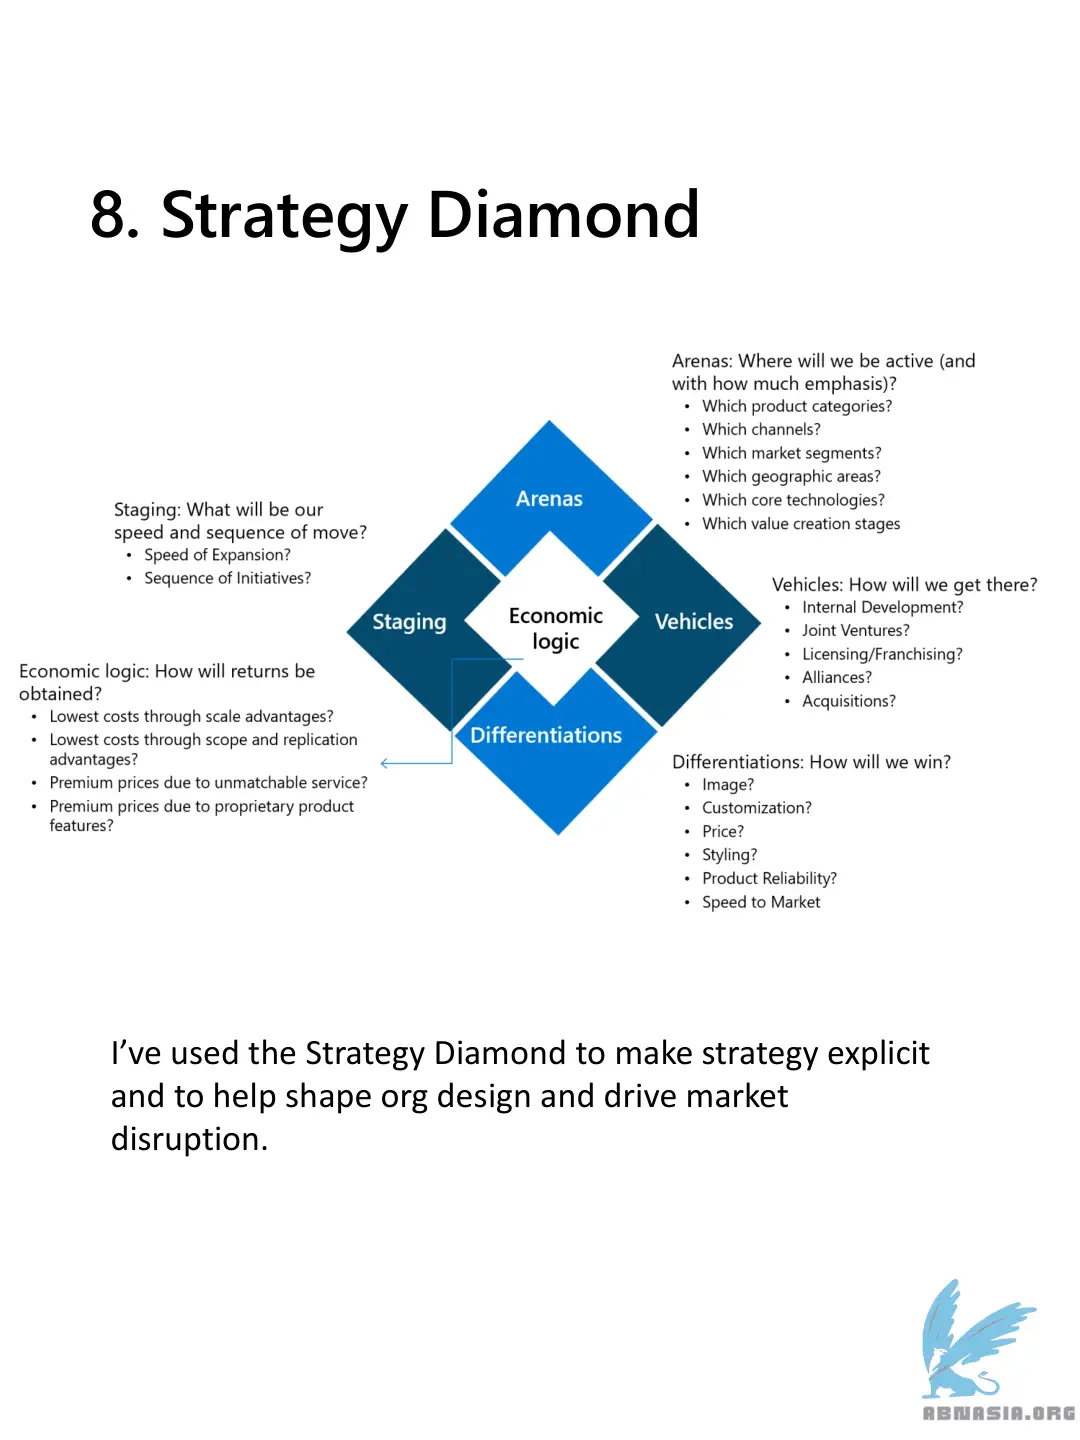 8. Strategy Diamond
Arenas: Where will we be active (and
with how much emphasis)?
• Which product categories?
• Which channels?
• Which market segments?
• Which geographic areas?
• Which core technologies?
• Which value creation stages
Arenas
Staging: What will be our
speed and sequence of move?
• Speed of Expansion?
• Sequence of Initiatives?
Staging
Economic
logic
Vehicles
Vehicles: How will we get there?
• Internal Development?
• Joint Ventures?
• Licensing/Franchising?
• Alliances?
• Acquisitions?
Economic logic: How will returns be
obtained?
• Lowest costs through scale advantages?
• Lowest costs through scope and replication
advantages?
• Premium prices due to unmatchable service?
• Premium prices due to proprietary product
features?
Differentiations
Differentiations: How will we win?
• Image?
• Customization?
• Price?
• Styling?
• Product Reliability?
• Speed to Market
I’ve used the Strategy Diamond to make strategy explicit
and to help shape org design and drive market
disruption.
ABNASIA.ORG